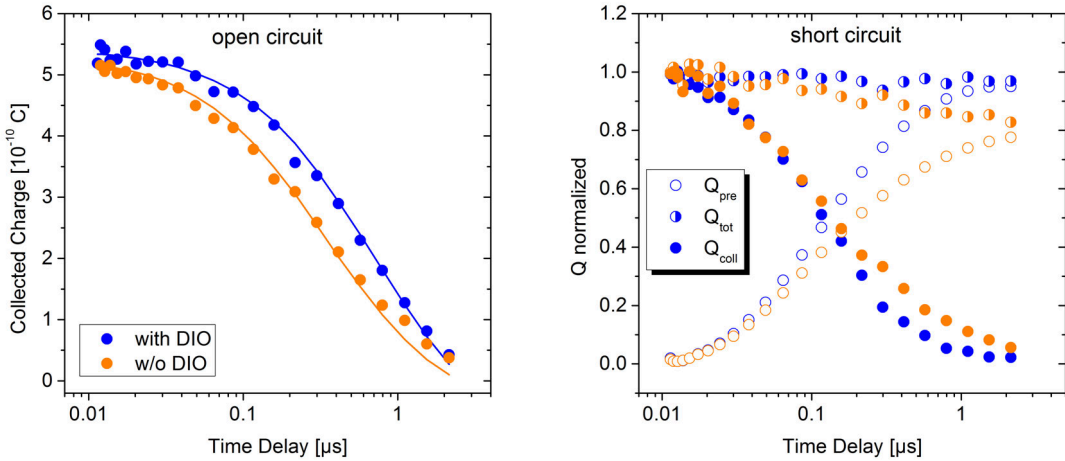 open circuit
6
5
4
3
2
1
0
Collected Charge [10⁻¹⁰ C]
with DIO
w/o DIO
0.01
0.1
1
Time Delay [µs]
short circuit
1.2
1.0
0.8
0.6
0.4
0.2
0.0
Q normalized
Q_pre
Q_tot
Q_coll
0.01
0.1
1
Time Delay [µs]